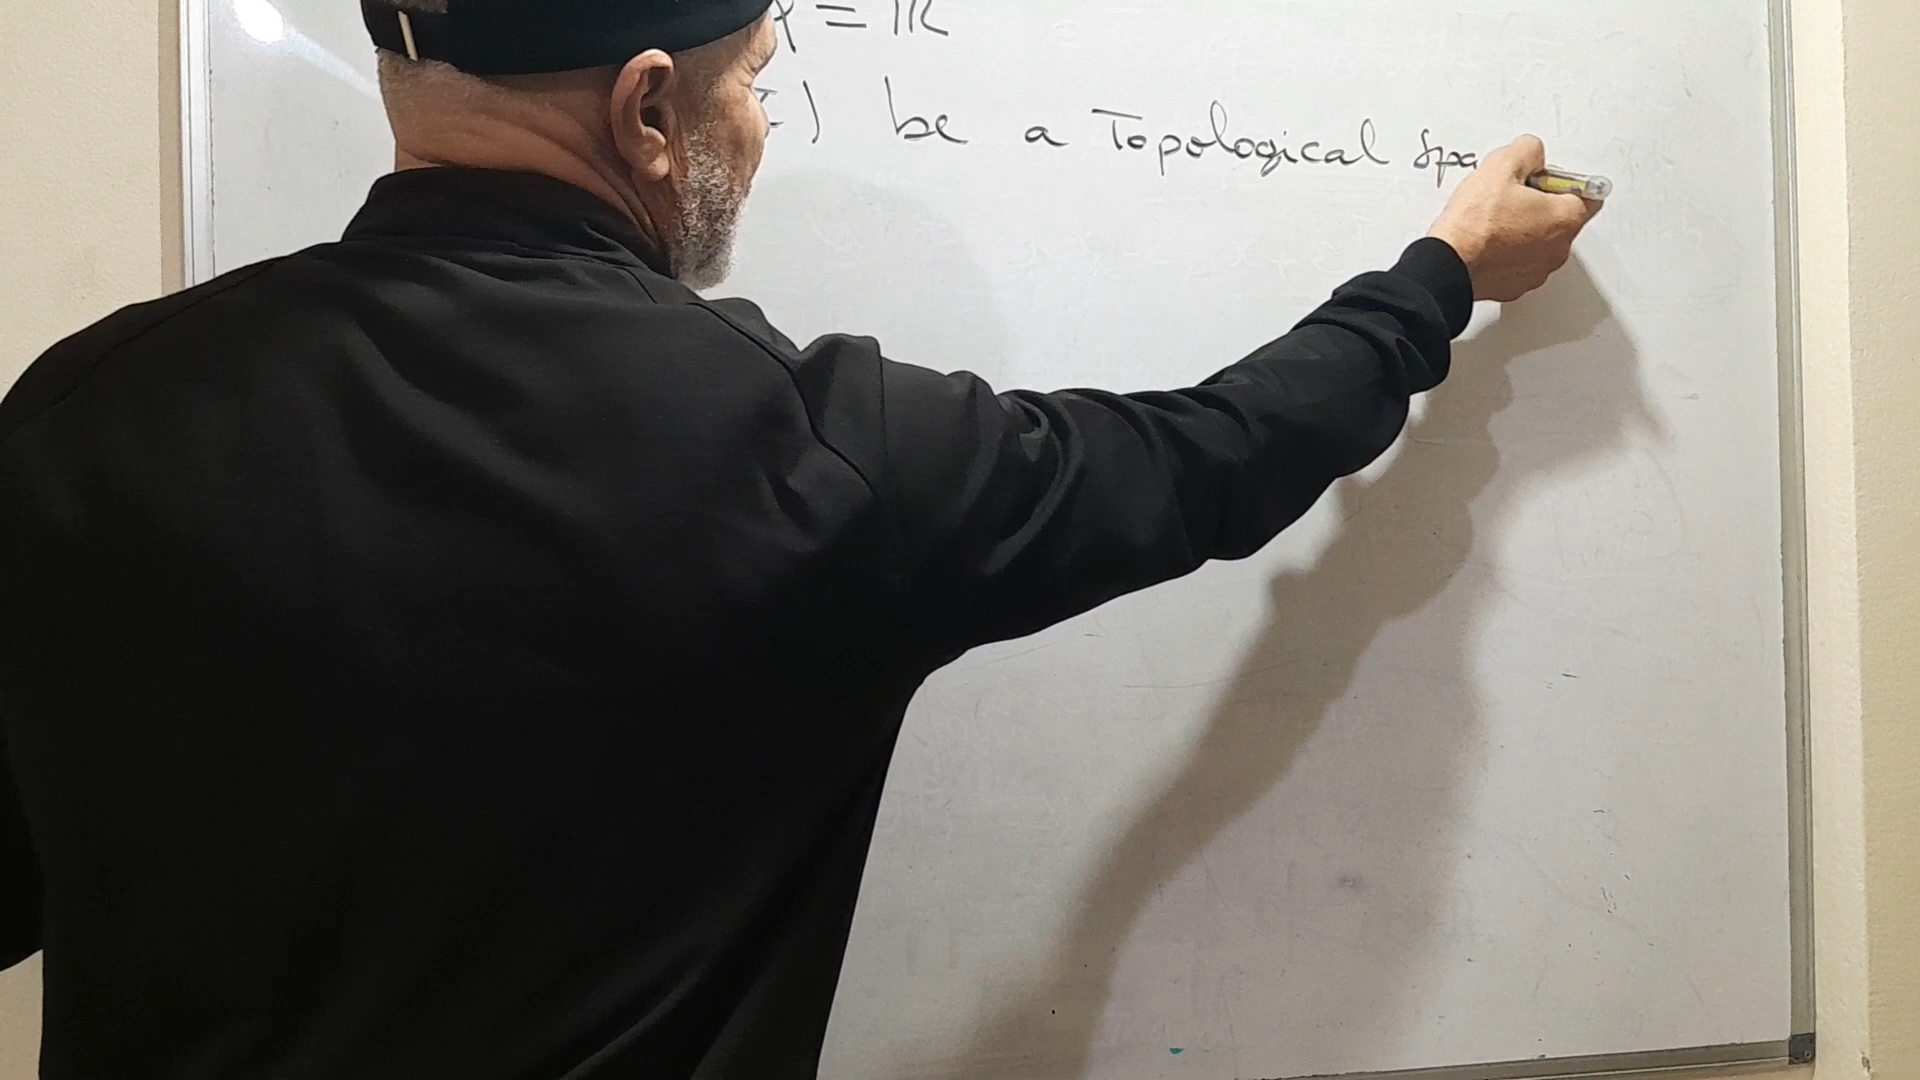 = ℝ
) be a Topological spa